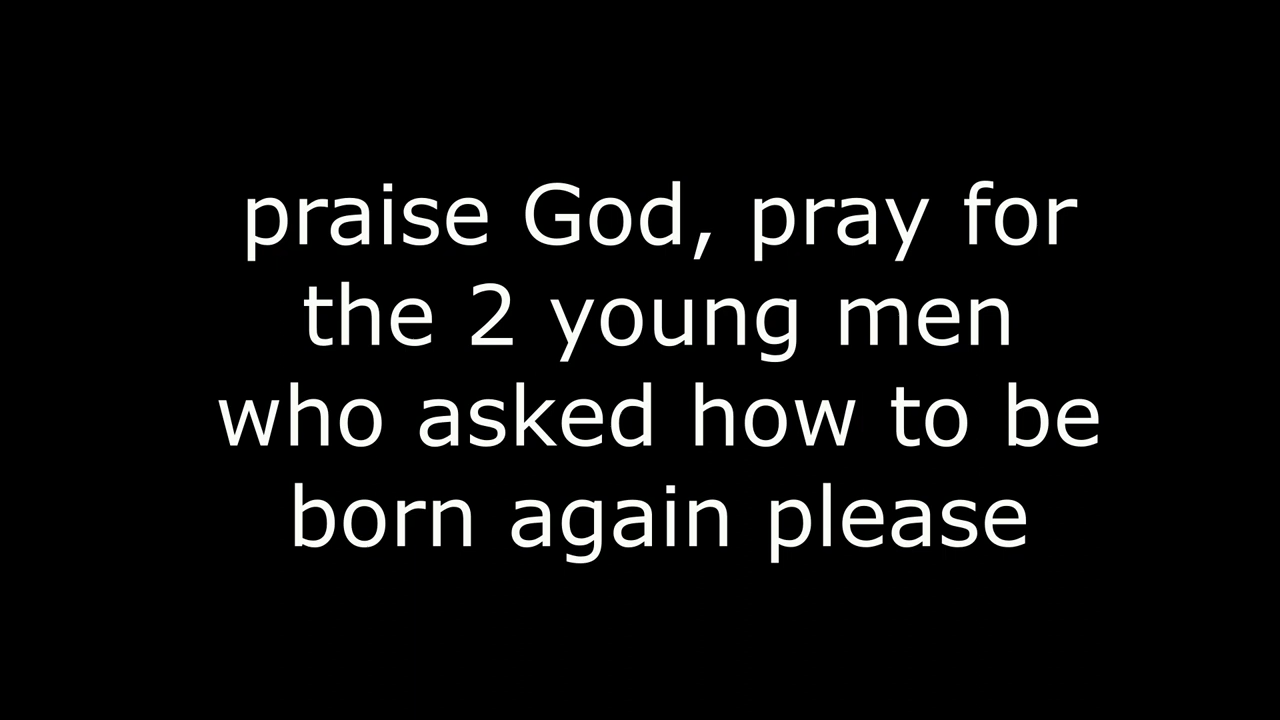 praise God, pray for
the 2 young men
who asked how to be
born again please